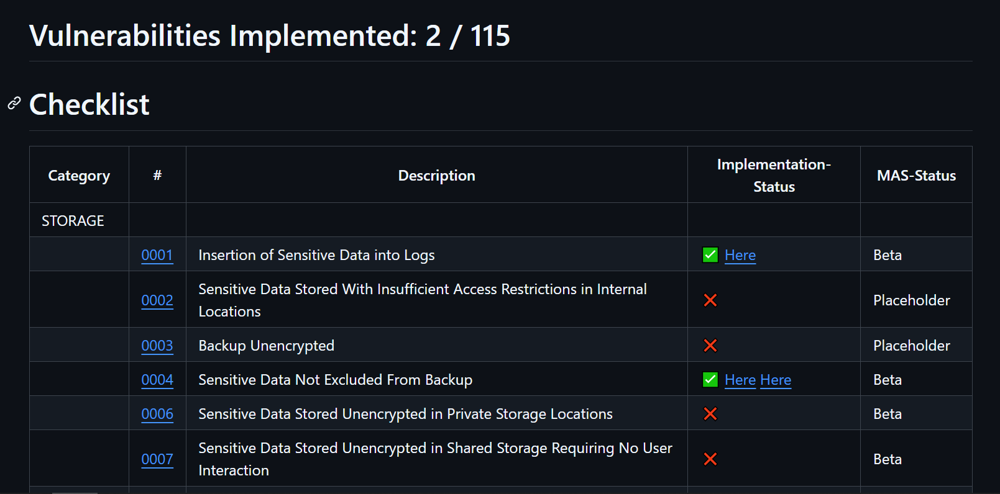 Vulnerabilities Implemented: 2 / 115
Checklist
Category # Description Implementation-Status MAS-Status
STORAGE
0001 Insertion of Sensitive Data into Logs ✅ Here Beta
0002 Sensitive Data Stored With Insufficient Access Restrictions in Internal
Locations ❌ Placeholder
0003 Backup Unencrypted ❌ Placeholder
0004 Sensitive Data Not Excluded From Backup ✅ Here Here Beta
0006 Sensitive Data Stored Unencrypted in Private Storage Locations ❌ Beta
0007 Sensitive Data Stored Unencrypted in Shared Storage Requiring No User
Interaction ❌ Beta